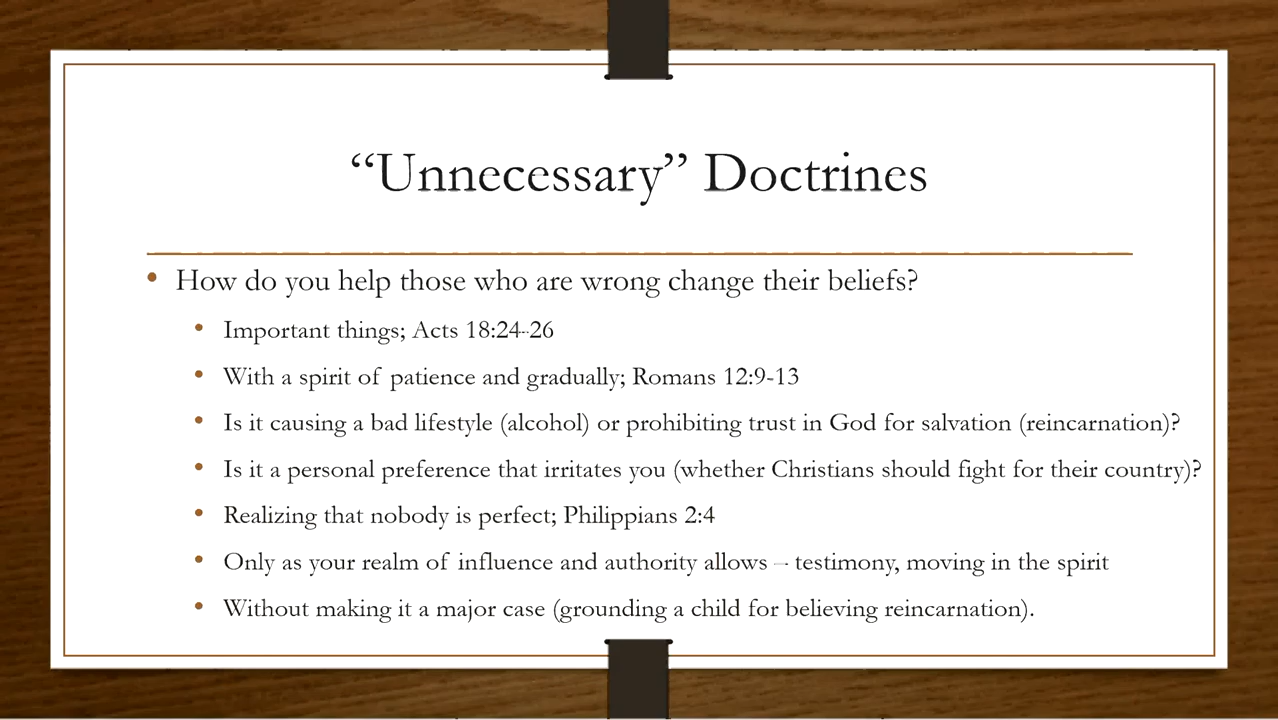 “Unnecessary” Doctrines
• How do you help those who are wrong change their beliefs?
• Important things; Acts 18:24-26
• With a spirit of patience and gradually; Romans 12:9-13
• Is it causing a bad lifestyle (alcohol) or prohibiting trust in God for salvation (reincarnation)?
• Is it a personal preference that irritates you (whether Christians should fight for their country)?
• Realizing that nobody is perfect; Philippians 2:4
• Only as your realm of influence and authority allows – testimony, moving in the spirit
• Without making it a major case (grounding a child for believing reincarnation).